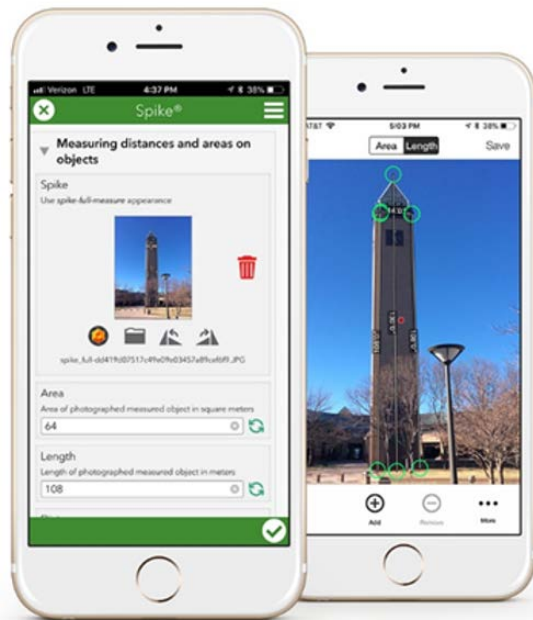 Verizon LTE 4:37 PM 38%
Spike®
Measuring distances and areas on
objects
Spike
Use spike-full-measure appearance
Area
Area of photographed measured object in square meters
64
Length
Length of photographed measured object in meters
108
AT&T 5:03 PM 38%
Area Length Save
Add Remove More